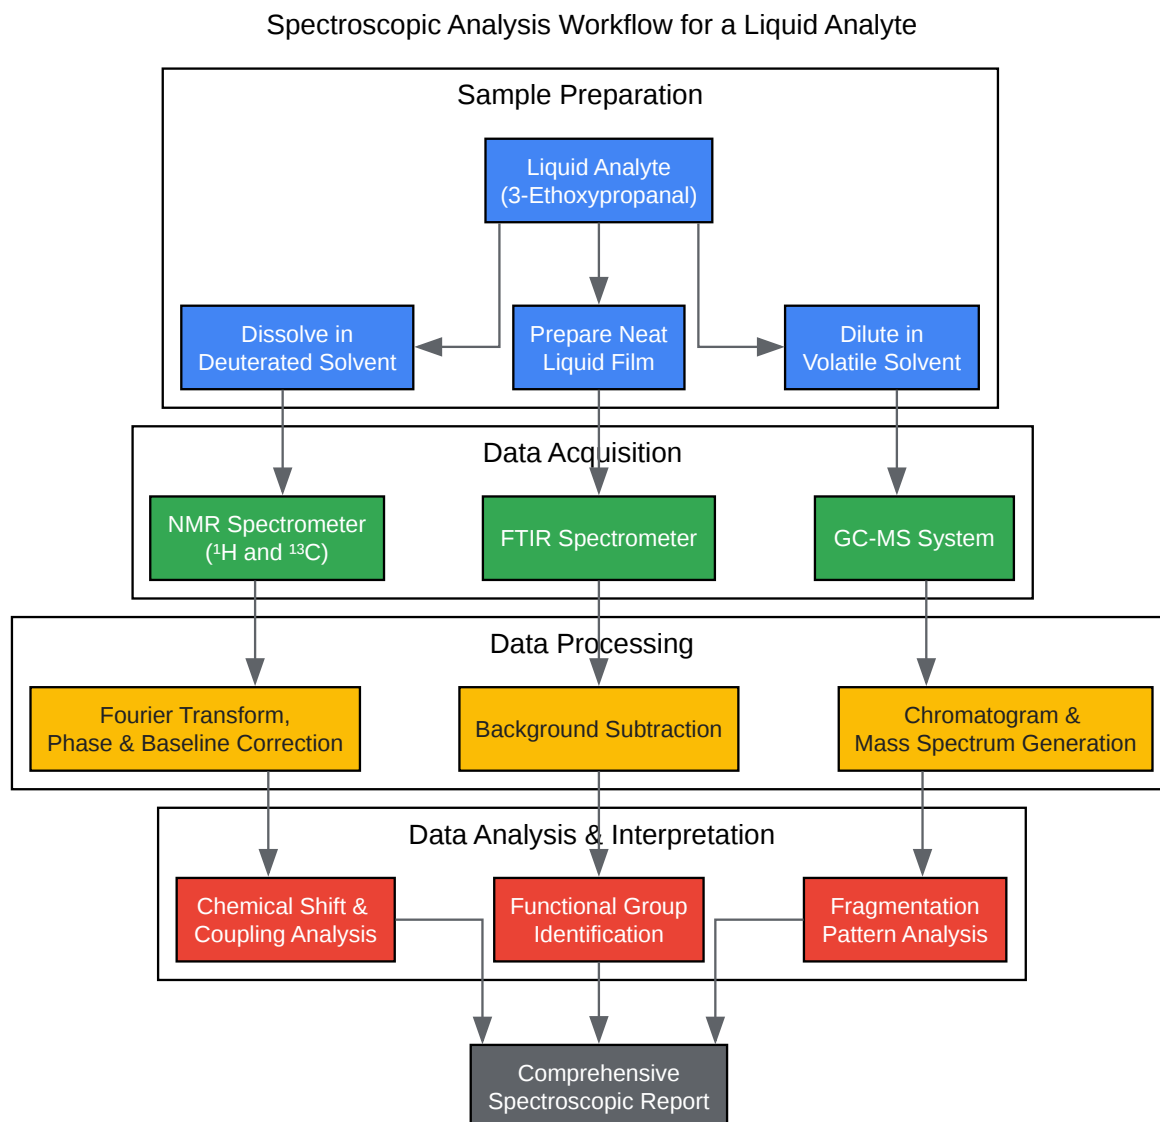 Spectroscopic Analysis Workflow for a Liquid Analyte
Sample Preparation
Liquid Analyte
(3-Ethoxypropanal)
Dissolve in
Deuterated Solvent
Prepare Neat
Liquid Film
Dilute in
Volatile Solvent
Data Acquisition
NMR Spectrometer
(¹H and ¹³C)
FTIR Spectrometer
GC-MS System
Data Processing
Fourier Transform,
Phase & Baseline Correction
Background Subtraction
Chromatogram &
Mass Spectrum Generation
Data Analysis & Interpretation
Chemical Shift &
Coupling Analysis
Functional Group
Identification
Fragmentation
Pattern Analysis
Comprehensive
Spectroscopic Report